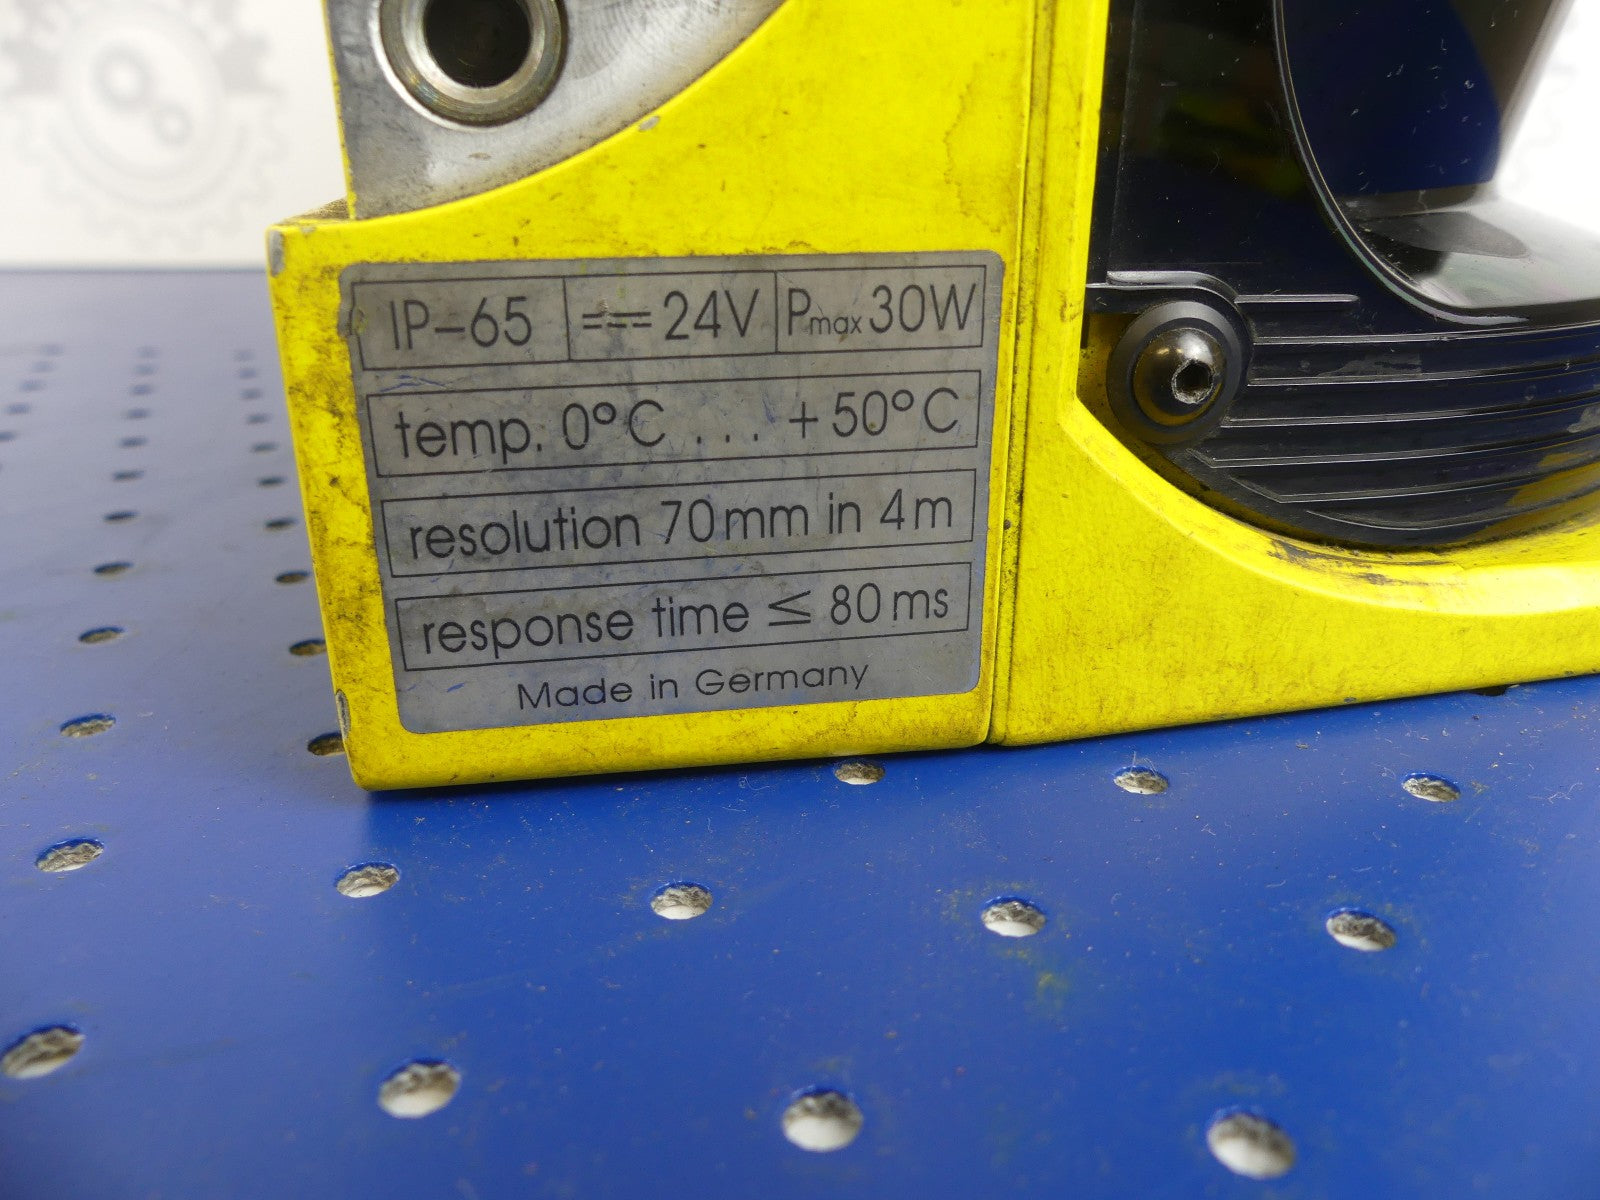 IP-65 ⎓ 24V Pmax 30W
temp. 0°C ... +50°C
resolution 70mm in 4m
response time ≤ 80ms
Made in Germany